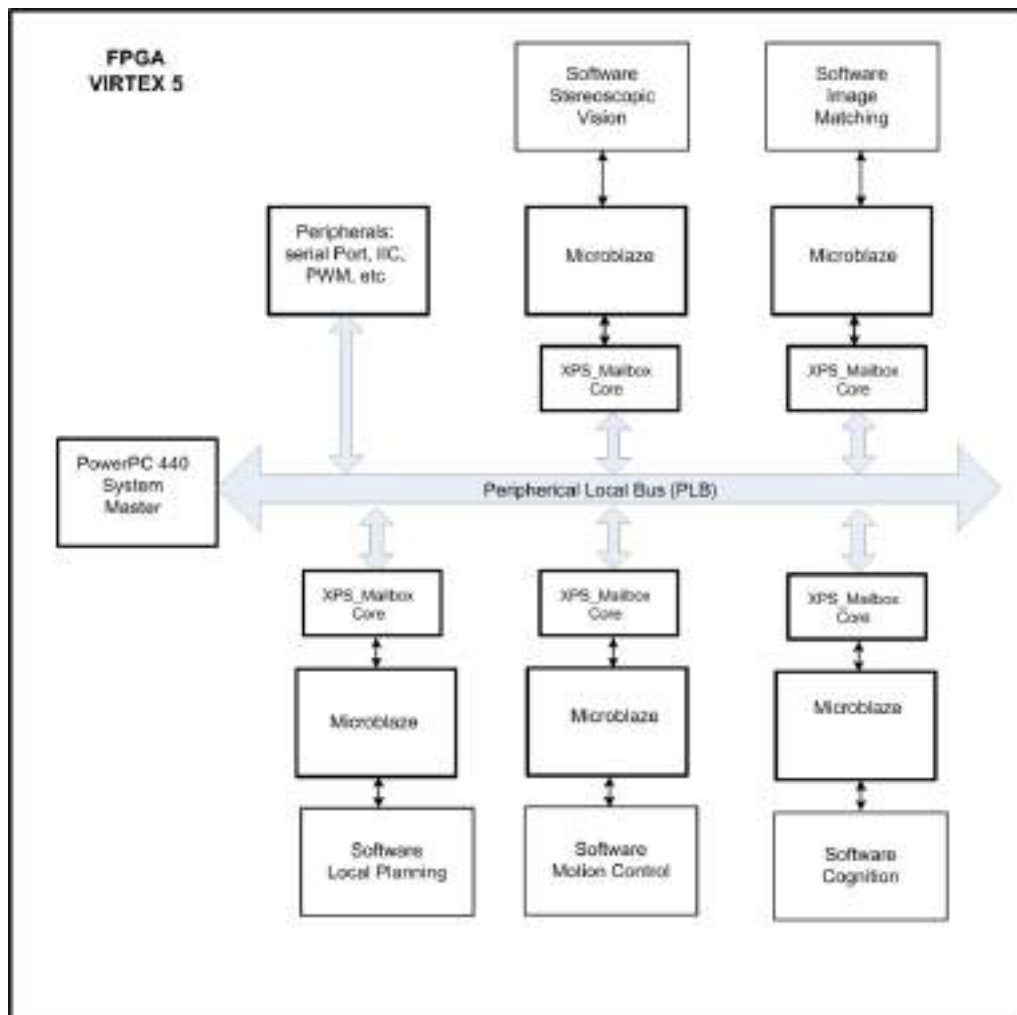 FPGA
VIRTEX 5
Software
Stereoscopic
Vision
Software
Image
Matching
Peripherals:
serial Port, IIC,
PWM, etc
Microblaze
Microblaze
XPS_Mailbox
Core
XPS_Mailbox
Core
PowerPC 440
System
Master
Peripherical Local Bus (PLB)
XPS_Mailbox
Core
XPS_Mailbox
Core
XPS_Mailbox
Core
Microblaze
Microblaze
Microblaze
Software
Local Planning
Software
Motion Control
Software
Cognition